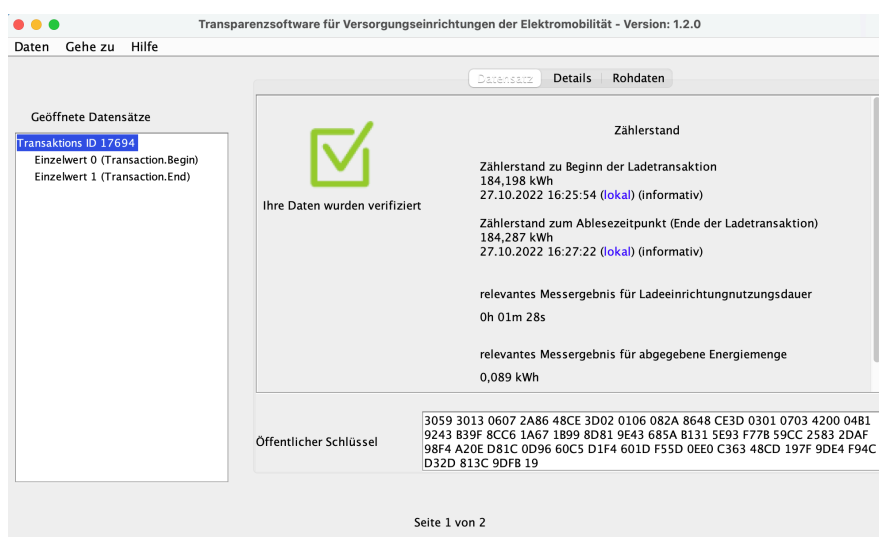 Transparenzsoftware für Versorgungseinrichtungen der Elektromobilität - Version: 1.2.0
Daten Gehe zu Hilfe
Datensatz Details Rohdaten
Geöffnete Datensätze
Transaktions ID 17694
Einzelwert 0 (Transaction.Begin)
Einzelwert 1 (Transaction.End)
Ihre Daten wurden verifiziert
Zählerstand
Zählerstand zu Beginn der Ladetransaktion
184,198 kWh
27.10.2022 16:25:54 (lokal) (informativ)
Zählerstand zum Ablesezeitpunkt (Ende der Ladetransaktion)
184,287 kWh
27.10.2022 16:27:22 (lokal) (informativ)
relevantes Messergebnis für Ladeeinrichtungnutzungsdauer
0h 01m 28s
relevantes Messergebnis für abgegebene Energiemenge
0,089 kWh
Öffentlicher Schlüssel
3059 3013 0607 2A86 48CE 3D02 0106 082A 8648 CE3D 0301 0703 4200 04B1
9243 B39F 8CC6 1A67 1B99 8D81 9E43 685A B131 5E93 F77B 59CC 2583 2DAF
98F4 A20E D81C 0D96 60C5 D1F4 601D F55D 0EE0 C363 48CD 197F 9DE4 F94C
D32D 813C 9DFB 19
Seite 1 von 2